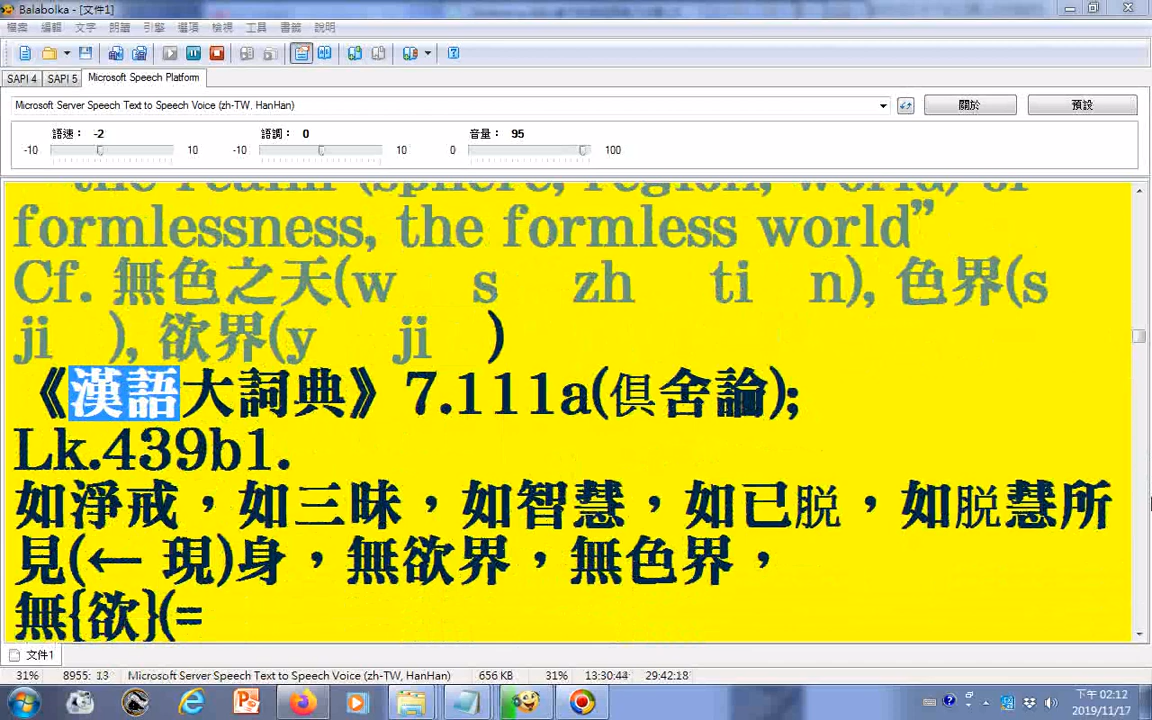 Balabolka - [文件1]
檔案 編輯 文字 朗讀 引擎 選項 檢視 工具 書籤 說明
SAPI 4 SAPI 5 Microsoft Speech Platform
Microsoft Server Speech Text to Speech Voice (zh-TW, HanHan) 關於 預設
語速： -2 語調： 0 音量： 95
-10 10 -10 10 0 100
the realm (sphere, region, world) of
formlessness, the formless world”
Cf. 無色之天(w s zh ti n), 色界(s
ji ), 欲界(y ji )
《漢語大詞典》7.111a(俱舍論);
Lk.439b1.
如淨戒，如三昧，如智慧，如已脱，如脱慧所
見(← 現)身，無欲界，無色界，
無{欲}(=
文件1
31% 8955: 13 Microsoft Server Speech Text to Speech Voice (zh-TW, HanHan) 656 KB 31% 13:30:44 29:42:18
下午 02:12
2019/11/17